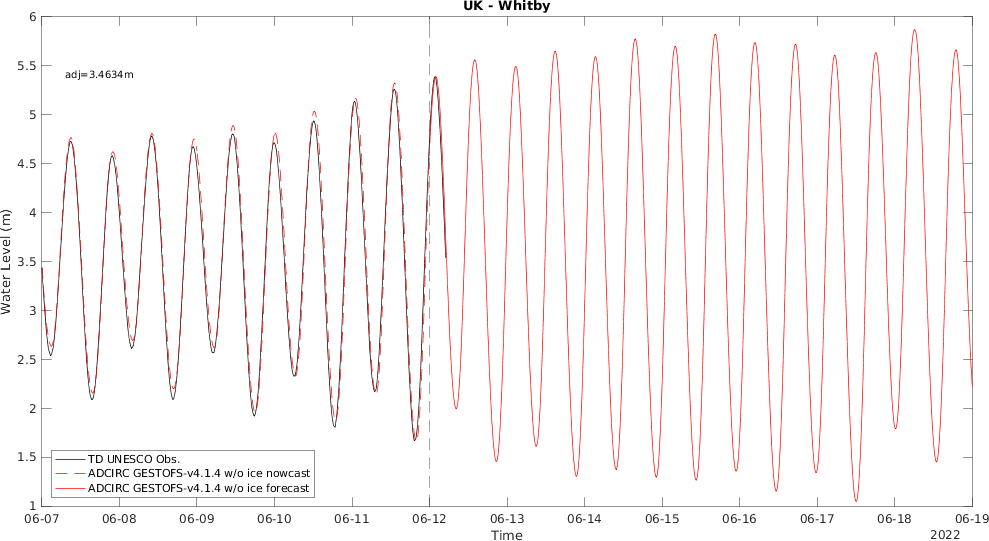 UK - Whitby
6
5.5
5
4.5
4
3.5
3
2.5
2
1.5
1
Water Level (m)
adj=3.4634m
TD UNESCO Obs.
ADCIRC GESTOFS-v4.1.4 w/o ice nowcast
ADCIRC GESTOFS-v4.1.4 w/o ice forecast
06-07 06-08 06-09 06-10 06-11 06-12 06-13 06-14 06-15 06-16 06-17 06-18 06-19
Time
2022